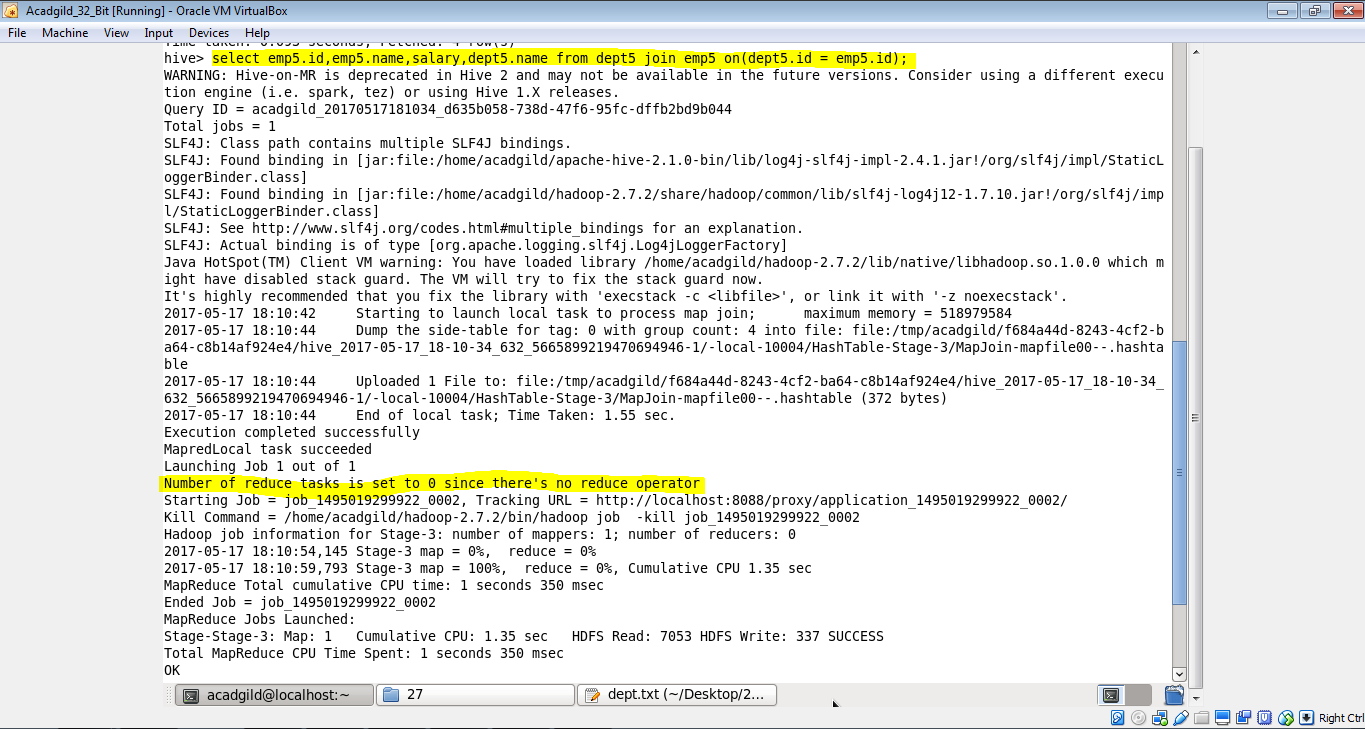 Acadgild_32_Bit [Running] - Oracle VM VirtualBox
File Machine View Input Devices Help
Time taken: 0.095 seconds, Fetched: 4 row(s)
hive> select emp5.id,emp5.name,salary,dept5.name from dept5 join emp5 on(dept5.id = emp5.id);
WARNING: Hive-on-MR is deprecated in Hive 2 and may not be available in the future versions. Consider using a different execu
tion engine (i.e. spark, tez) or using Hive 1.X releases.
Query ID = acadgild_20170517181034_d635b058-738d-47f6-95fc-dffb2bd9b044
Total jobs = 1
SLF4J: Class path contains multiple SLF4J bindings.
SLF4J: Found binding in [jar:file:/home/acadgild/apache-hive-2.1.0-bin/lib/log4j-slf4j-impl-2.4.1.jar!/org/slf4j/impl/StaticL
oggerBinder.class]
SLF4J: Found binding in [jar:file:/home/acadgild/hadoop-2.7.2/share/hadoop/common/lib/slf4j-log4j12-1.7.10.jar!/org/slf4j/imp
l/StaticLoggerBinder.class]
SLF4J: See http://www.slf4j.org/codes.html#multiple_bindings for an explanation.
SLF4J: Actual binding is of type [org.apache.logging.slf4j.Log4jLoggerFactory]
Java HotSpot(TM) Client VM warning: You have loaded library /home/acadgild/hadoop-2.7.2/lib/native/libhadoop.so.1.0.0 which m
ight have disabled stack guard. The VM will try to fix the stack guard now.
It's highly recommended that you fix the library with 'execstack -c <libfile>', or link it with '-z noexecstack'.
2017-05-17 18:10:42     Starting to launch local task to process map join;      maximum memory = 518979584
2017-05-17 18:10:44     Dump the side-table for tag: 0 with group count: 4 into file: file:/tmp/acadgild/f684a44d-8243-4cf2-b
a64-c8b14af924e4/hive_2017-05-17_18-10-34_632_5665899219470694946-1/-local-10004/HashTable-Stage-3/MapJoin-mapfile00--.hashta
ble
2017-05-17 18:10:44     Uploaded 1 File to: file:/tmp/acadgild/f684a44d-8243-4cf2-ba64-c8b14af924e4/hive_2017-05-17_18-10-34_
632_5665899219470694946-1/-local-10004/HashTable-Stage-3/MapJoin-mapfile00--.hashtable (372 bytes)
2017-05-17 18:10:44     End of local task; Time Taken: 1.55 sec.
Execution completed successfully
MapredLocal task succeeded
Launching Job 1 out of 1
Number of reduce tasks is set to 0 since there's no reduce operator
Starting Job = job_1495019299922_0002, Tracking URL = http://localhost:8088/proxy/application_1495019299922_0002/
Kill Command = /home/acadgild/hadoop-2.7.2/bin/hadoop job  -kill job_1495019299922_0002
Hadoop job information for Stage-3: number of mappers: 1; number of reducers: 0
2017-05-17 18:10:54,145 Stage-3 map = 0%,  reduce = 0%
2017-05-17 18:10:59,793 Stage-3 map = 100%,  reduce = 0%, Cumulative CPU 1.35 sec
MapReduce Total cumulative CPU time: 1 seconds 350 msec
Ended Job = job_1495019299922_0002
MapReduce Jobs Launched:
Stage-Stage-3: Map: 1   Cumulative CPU: 1.35 sec   HDFS Read: 7053 HDFS Write: 337 SUCCESS
Total MapReduce CPU Time Spent: 1 seconds 350 msec
OK
acadgild@localhost:~ 27 dept.txt (~/Desktop/2...
Right Ctrl